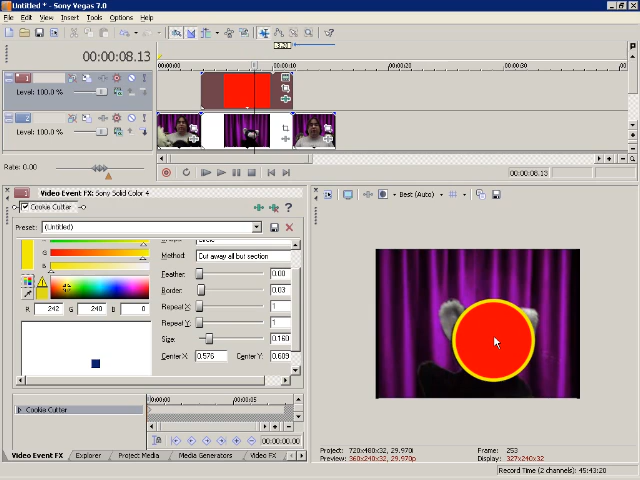 Untitled * - Sony Vegas 7.0
File Edit View Insert Tools Options Help
00:00:08.13
00:00:00 00:00:10 00:00:20 00:00:30
1
Level: 100.0 %
2
Level: 100.0 %
Rate: 0.00
00:00:08.13
Video Event FX: Sony Solid Color 4
Cookie Cutter
Preset: (Untitled)
Method: Cut away all but section
Feather: 0.00
Border: 0.03
Repeat X: 1
Repeat Y: 1
Size: 0.160
Center X: 0.576 Center Y: 0.609
R 242 G 240 B 0
Cookie Cutter
00:00:00.00
Video Event FX Explorer Project Media Media Generators Video FX
Best (Auto)
Project: 720x480x32, 29.970i Frame: 253
Preview: 360x240x32, 29.970p Display: 327x240x32
Record Time (2 channels): 45:43:20